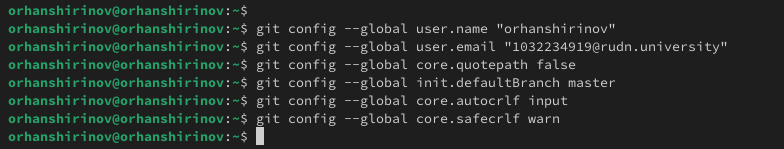 orhanshirinov@orhanshirinov:~$
orhanshirinov@orhanshirinov:~$ git config --global user.name "orhanshirinov"
orhanshirinov@orhanshirinov:~$ git config --global user.email "1032234919@rudn.university"
orhanshirinov@orhanshirinov:~$ git config --global core.quotepath false
orhanshirinov@orhanshirinov:~$ git config --global init.defaultBranch master
orhanshirinov@orhanshirinov:~$ git config --global core.autocrlf input
orhanshirinov@orhanshirinov:~$ git config --global core.safecrlf warn
orhanshirinov@orhanshirinov:~$